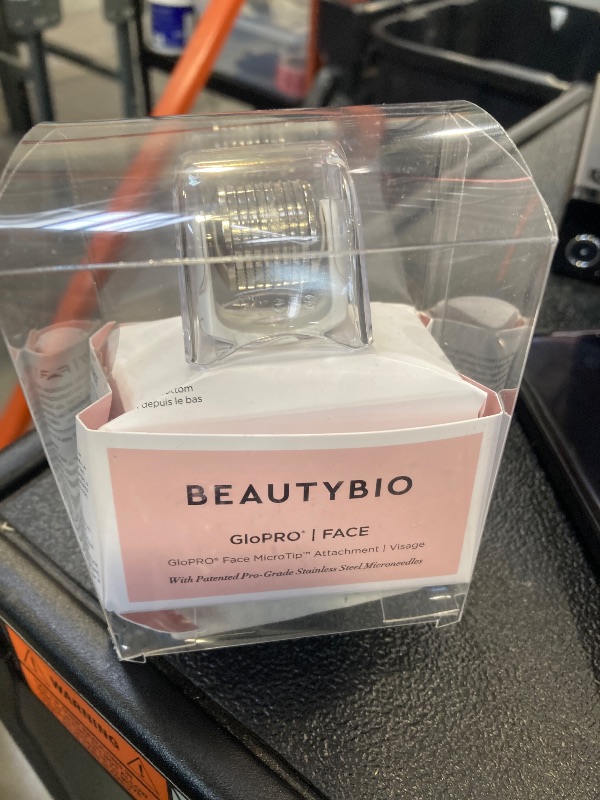 ottom
depuis le bas
BEAUTYBIO
GloPRO® | FACE
GloPRO® Face MicroTip™ Attachment | Visage
With Patented Pro-Grade Stainless Steel Microneedles
WARNING